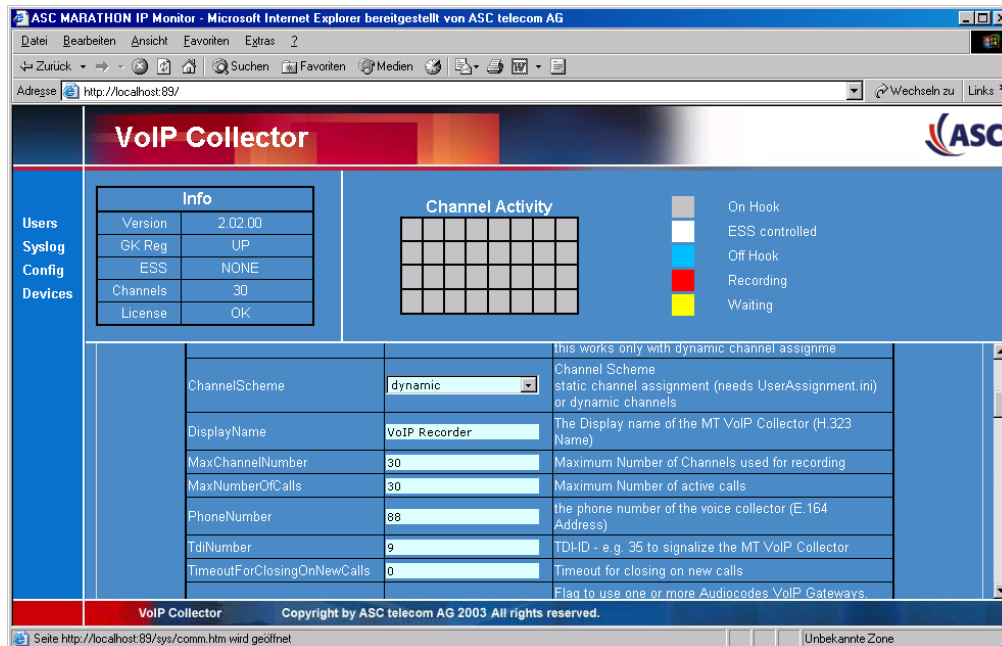 ASC MARATHON IP Monitor - Microsoft Internet Explorer bereitgestellt von ASC telecom AG
Datei Bearbeiten Ansicht Favoriten Extras ?
Zurück Suchen Favoriten Medien
Adresse http://localhost:89/ Wechseln zu Links
VoIP Collector
ASC
Users
Syslog
Config
Devices
Info
Version 2.02.00
GK Reg UP
ESS NONE
Channels 30
License OK
Channel Activity
On Hook
ESS controlled
Off Hook
Recording
Waiting
this works only with dynamic channel assignme
ChannelScheme dynamic Channel Scheme
static channel assignment (needs UserAssignment.ini)
or dynamic channels
DisplayName VoIP Recorder The Display name of the MT VoIP Collector (H.323
Name)
MaxChannelNumber 30 Maximum Number of Channels used for recording
MaxNumberOfCalls 30 Maximum Number of active calls
PhoneNumber 88 the phone number of the voice collector (E.164
Address)
TdiNumber 9 TDI-ID - e.g. 35 to signalize the MT VoIP Collector
TimeoutForClosingOnNewCalls 0 Timeout for closing on new calls
Flag to use one or more Audiocodes VoIP Gateways.
VoIP Collector Copyright by ASC telecom AG 2003 All rights reserved.
Seite http://localhost:89/sys/comm.htm wird geöffnet Unbekannte Zone